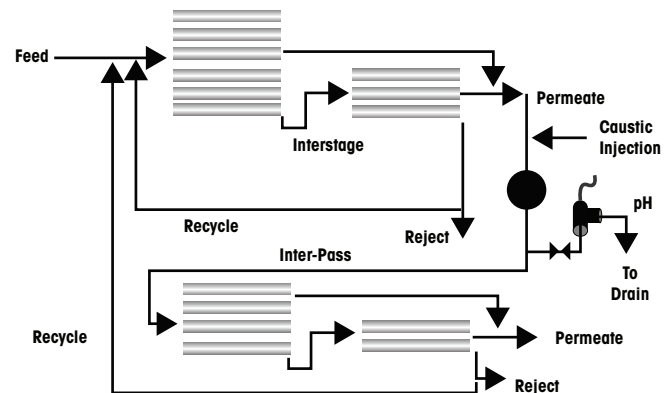 Feed
Permeate
Caustic
Injection
Interstage
pH
Recycle
Reject
Inter-Pass
To
Drain
Recycle
Permeate
Reject